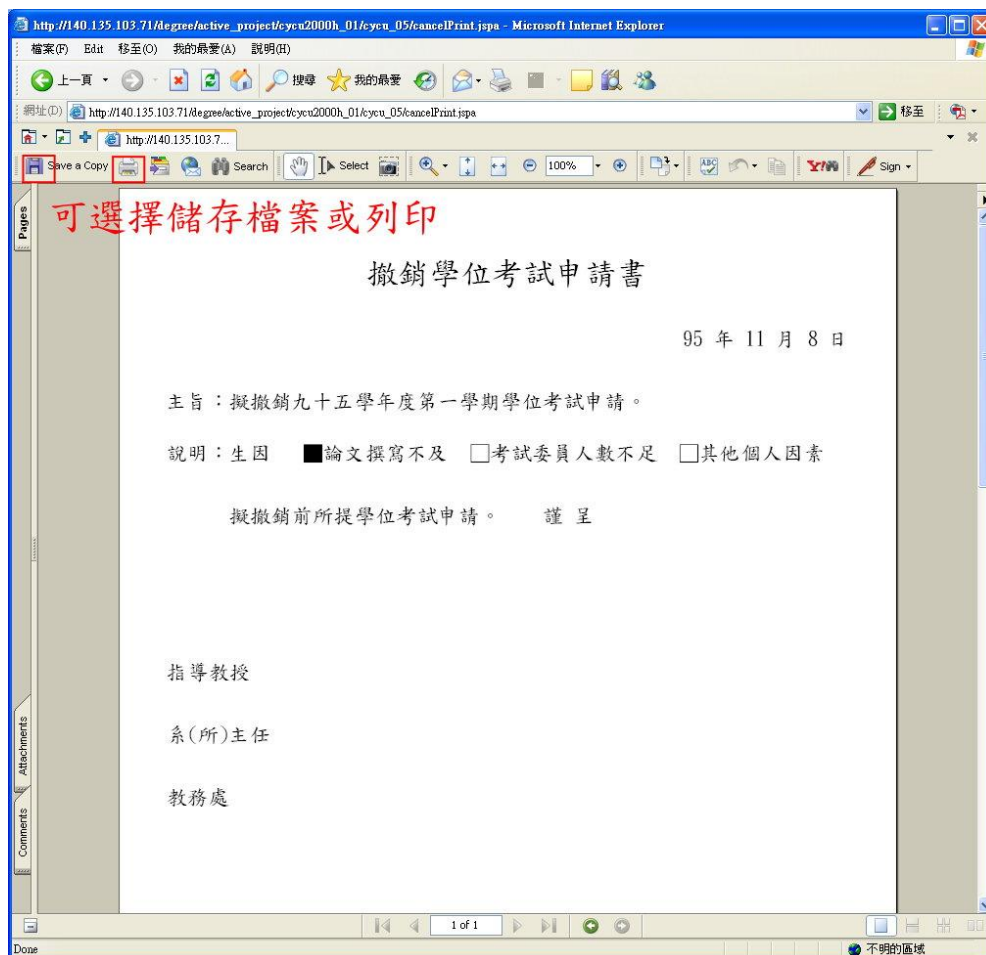 http://140.135.103.71/degree/active_project/cycu2000h_01/cycu_05/cancelPrint.jspa - Microsoft Internet Explorer
檔案(F) Edit 移至(O) 我的最愛(A) 說明(H)
上一頁 搜尋 我的最愛
網址(D) http://140.135.103.71/degree/active_project/cycu2000h_01/cycu_05/cancelPrint.jspa 移至
http://140.135.103.7...
Save a Copy Search Select 100% ABC Y! Sign
Pages
可選擇儲存檔案或列印
撤銷學位考試申請書
95 年 11 月 8 日
主旨：擬撤銷九十五學年度第一學期學位考試申請。
說明：生因 ■論文撰寫不及 □考試委員人數不足 □其他個人因素
擬撤銷前所提學位考試申請。 謹 呈
指導教授
系(所)主任
教務處
Attachments
Comments
1 of 1
Done 不明的區域